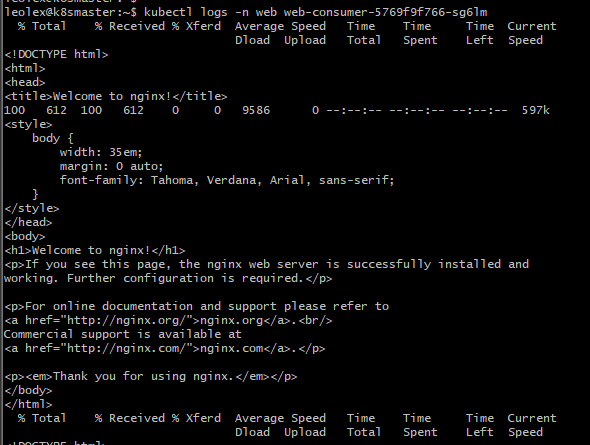 leolex@k8smaster:~$ kubectl logs -n web web-consumer-5769f9f766-sg6lm
% Total % Received % Xferd Average Speed Time Time Time Current
Dload Upload Total Spent Left Speed
<!DOCTYPE html>
<html>
<head>
<title>Welcome to nginx!</title>
100 612 100 612 0 0 9586 0 --:--:-- --:--:-- --:--:-- 597k
<style>
body {
width: 35em;
margin: 0 auto;
font-family: Tahoma, Verdana, Arial, sans-serif;
}
</style>
</head>
<body>
<h1>Welcome to nginx!</h1>
<p>If you see this page, the nginx web server is successfully installed and
working. Further configuration is required.</p>
<p>For online documentation and support please refer to
<a href="http://nginx.org/">nginx.org</a>.<br/>
Commercial support is available at
<a href="http://nginx.com/">nginx.com</a>.</p>
<p><em>Thank you for using nginx.</em></p>
</body>
</html>
% Total % Received % Xferd Average Speed Time Time Time Current
Dload Upload Total Spent Left Speed
<!DOCTYPE html>